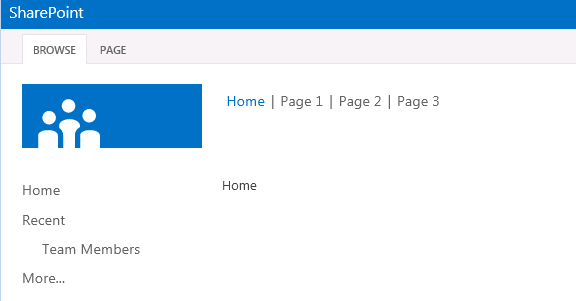 SharePoint
BROWSE PAGE
Home | Page 1 | Page 2 | Page 3
Home
Home
Recent
Team Members
More...